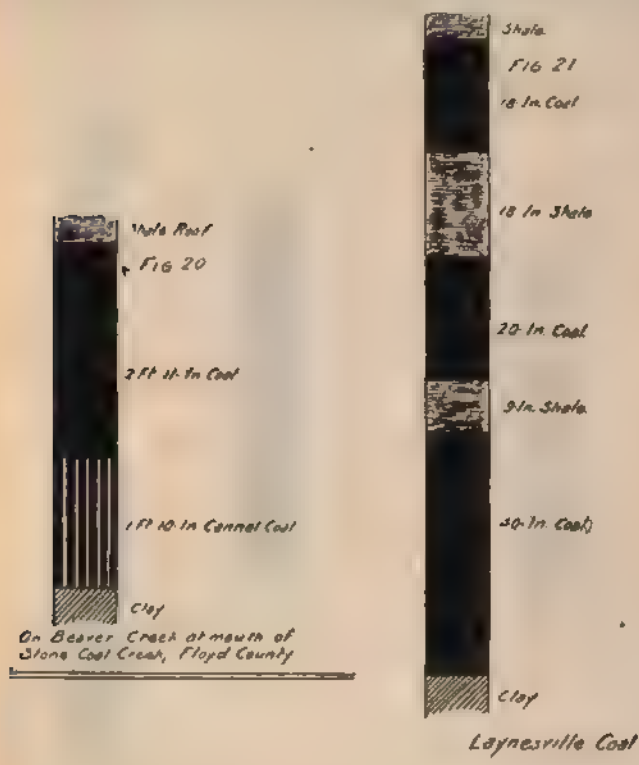 Shale Roof
FIG 20
2 Ft 11-In Coal
1 Ft 10-In Cannel Coal
Clay
On Beaver Creek at mouth of
Stone Coal Creek, Floyd County
Shale
FIG 21
18-In. Coal
18 In. Shale
20-In. Coal
9-In. Shale
40-In. Coal
Clay
Laynesville Coal